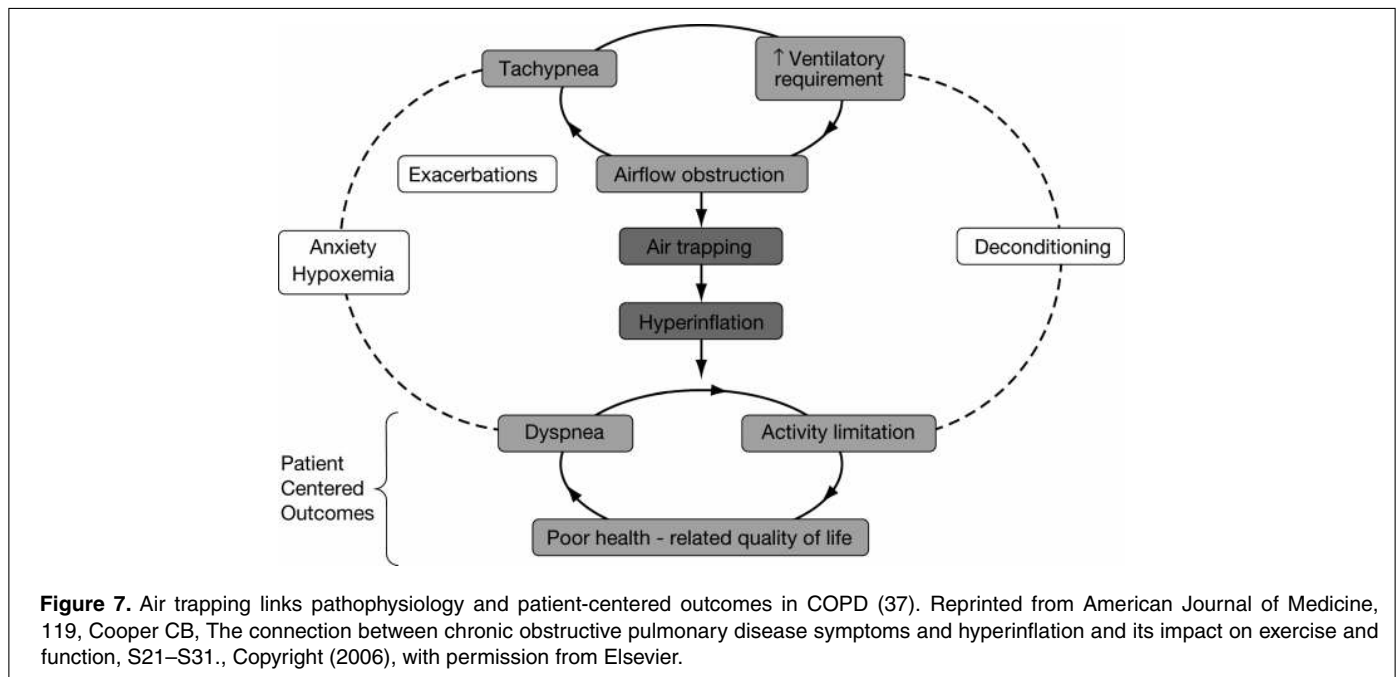 Tachypnea
↑ Ventilatory
requirement
Exacerbations
Airflow obstruction
Anxiety
Hypoxemia
Air trapping
Deconditioning
Hyperinflation
Dyspnea
Activity limitation
Patient
Centered
Outcomes
Poor health - related quality of life
Figure 7. Air trapping links pathophysiology and patient-centered outcomes in COPD (37). Reprinted from American Journal of Medicine,
119, Cooper CB, The connection between chronic obstructive pulmonary disease symptoms and hyperinflation and its impact on exercise and
function, S21–S31., Copyright (2006), with permission from Elsevier.